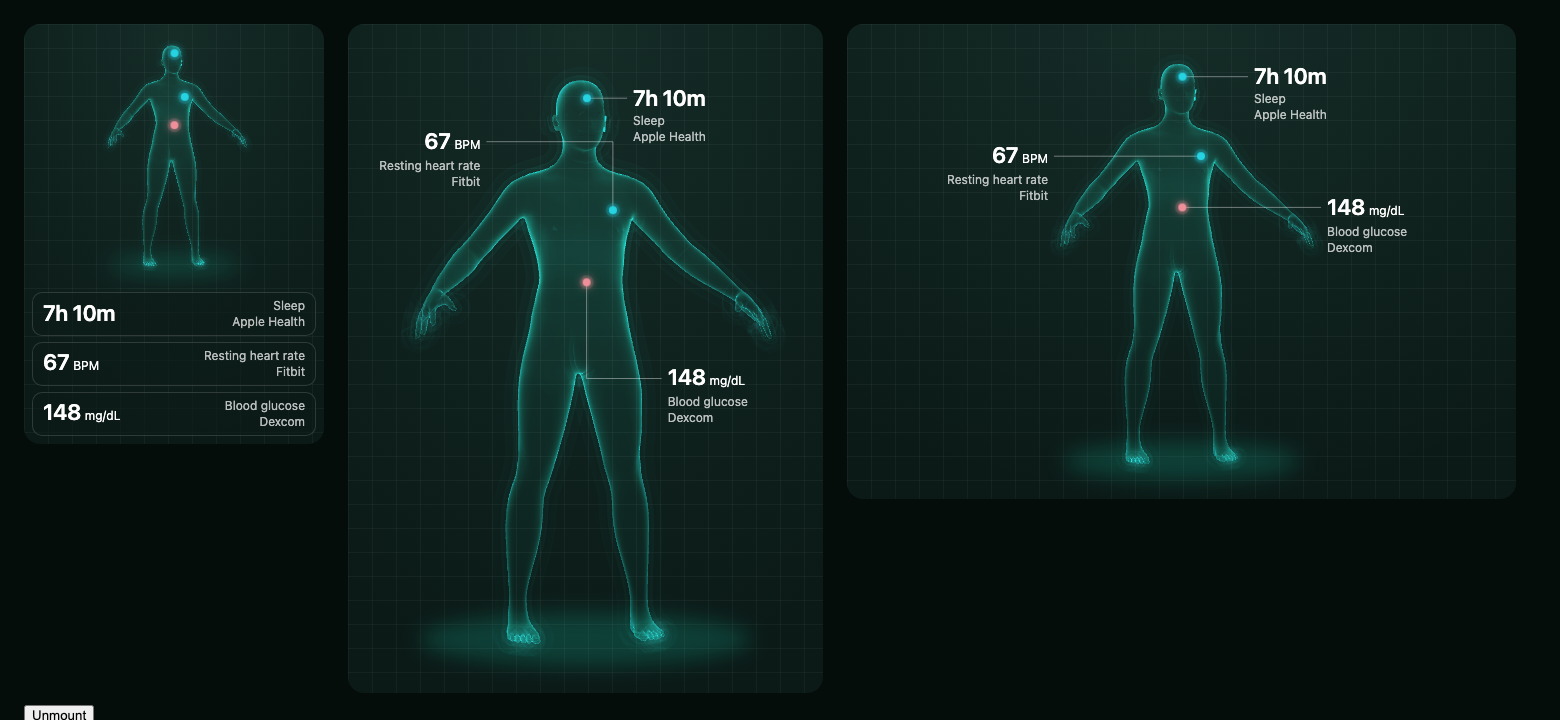 7h 10m
Sleep
Apple Health
67 BPM
Resting heart rate
Fitbit
148 mg/dL
Blood glucose
Dexcom
7h 10m
Sleep
Apple Health
67 BPM
Resting heart rate
Fitbit
148 mg/dL
Blood glucose
Dexcom
7h 10m
Sleep
Apple Health
67 BPM
Resting heart rate
Fitbit
148 mg/dL
Blood glucose
Dexcom
Unmount